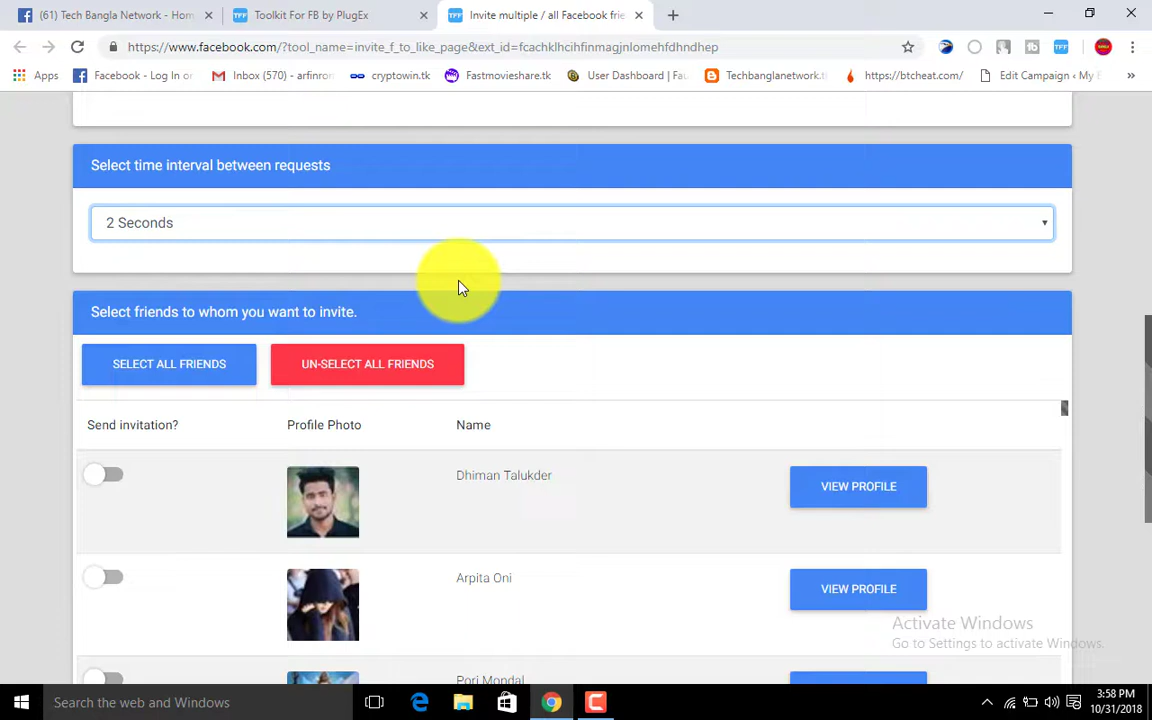 (61) Tech Bangla Network - Hom
Toolkit For FB by PlugEx
Invite multiple / all Facebook frie
https://www.facebook.com/?tool_name=invite_f_to_like_page&ext_id=fcachklhcihfinmagjnlomehfdhndhep
Apps
Facebook - Log In or
Inbox (570) - arfinron
cryptowin.tk
Fastmovieshare.tk
User Dashboard | Fau
Techbanglanetwork.t
https://btcheat.com/
Edit Campaign ‹ My B
»
Select time interval between requests
2 Seconds
Select friends to whom you want to invite.
SELECT ALL FRIENDS
UN-SELECT ALL FRIENDS
Send invitation?
Profile Photo
Name
Dhiman Talukder
VIEW PROFILE
Arpita Oni
VIEW PROFILE
Pori Mondal
Activate Windows
Go to Settings to activate Windows.
Search the web and Windows
3:58 PM
10/31/2018